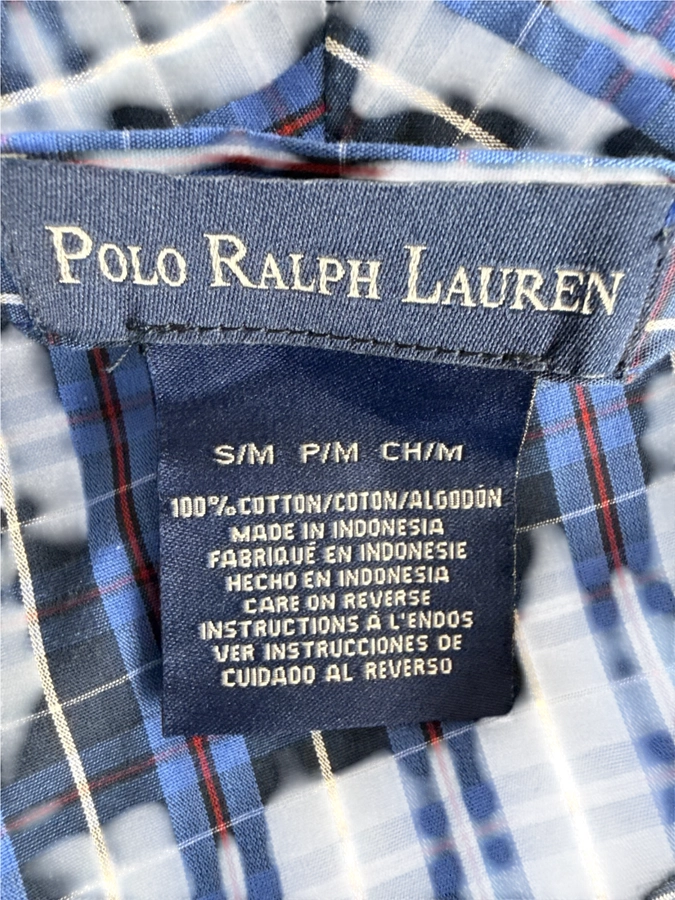 POLO RALPH LAUREN
S/M P/M CH/M
100% COTTON/COTON/ALGODÓN
MADE IN INDONESIA
FABRIQUÉ EN INDONESIE
HECHO EN INDONESIA
CARE ON REVERSE
INSTRUCTIONS À L'ENDOS
VER INSTRUCCIONES DE
CUIDADO AL REVERSO